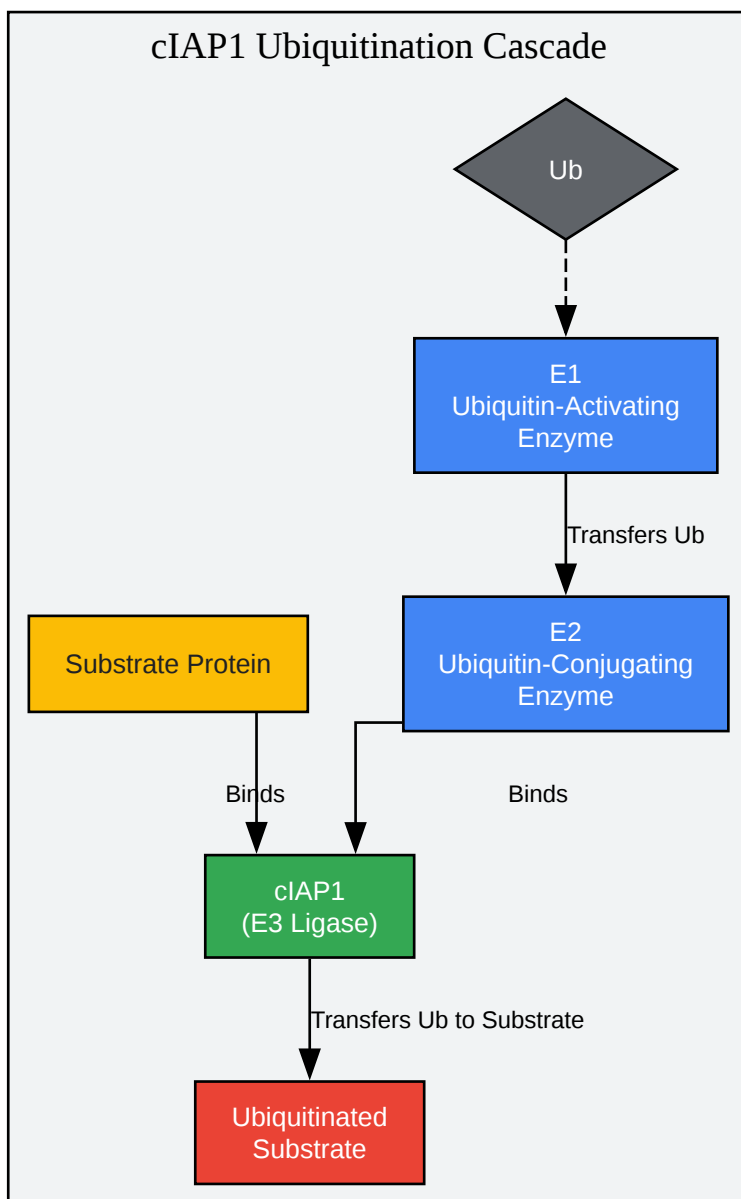 cIAP1 Ubiquitination Cascade
Ub
E1
Ubiquitin-Activating
Enzyme
Transfers Ub
E2
Ubiquitin-Conjugating
Enzyme
Substrate Protein
Binds
Binds
cIAP1
(E3 Ligase)
Transfers Ub to Substrate
Ubiquitinated
Substrate